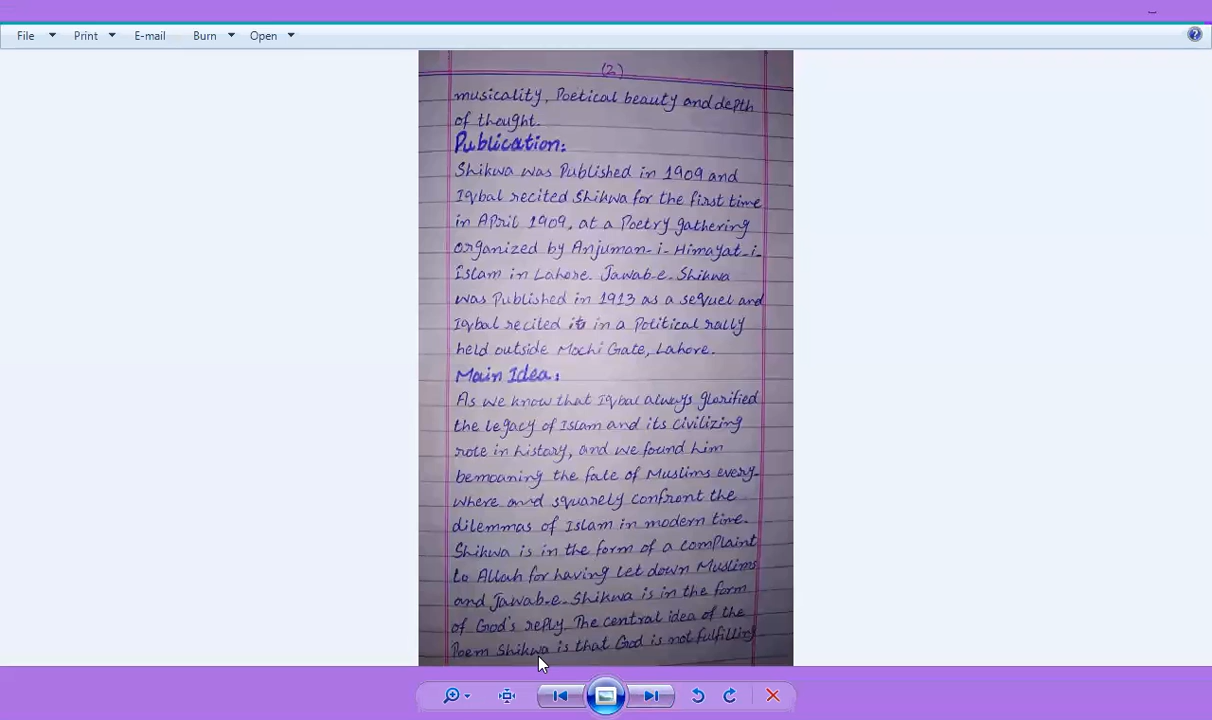 File
Print
E-mail
Burn
Open
(2)
musicality, Poetical beauty and depth
of thought.
Publication:
Shikwa was Published in 1909 and
Iqbal recited Shikwa for the first time
in April 1909, at a Poetry gathering
organized by Anjuman-i-Himayat-i-
Islam in Lahore. Jawab-e-Shikwa
was Published in 1913 as a sequel and
Iqbal recited its in a Political rally
held outside Mochi Gate, Lahore.
Main Idea:
As we know that Iqbal always glorified
the legacy of Islam and its civilizing
role in history, and we found him
bemoaning the fate of Muslims every-
where and squarely confront the
dilemmas of Islam in modern time.
Shikwa is in the form of a complaint
to Allah for having let down Muslims
and Jawab-e-Shikwa is in the form
of God's reply. The central idea of the
Poem Shikwa is that God is not fulfilling